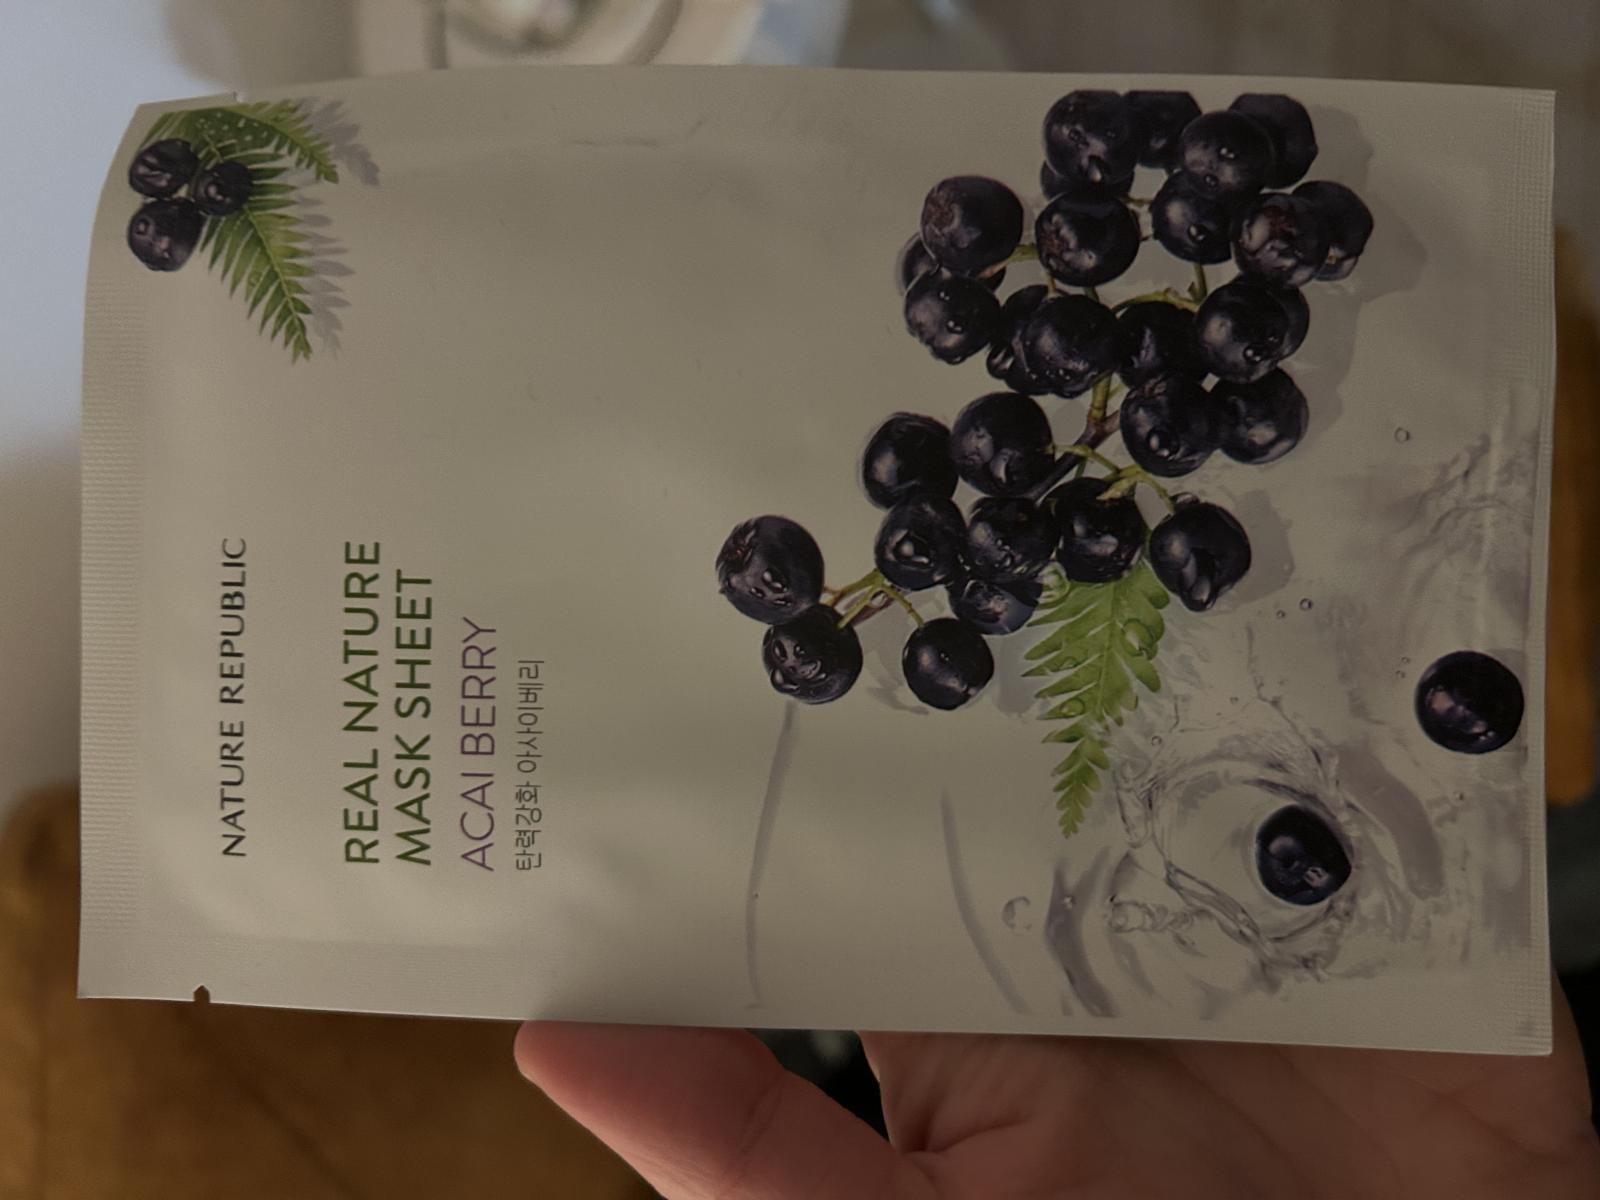 NATURE REPUBLIC
REAL NATURE
MASK SHEET
ACAI BERRY
탄력강화 아사이베리